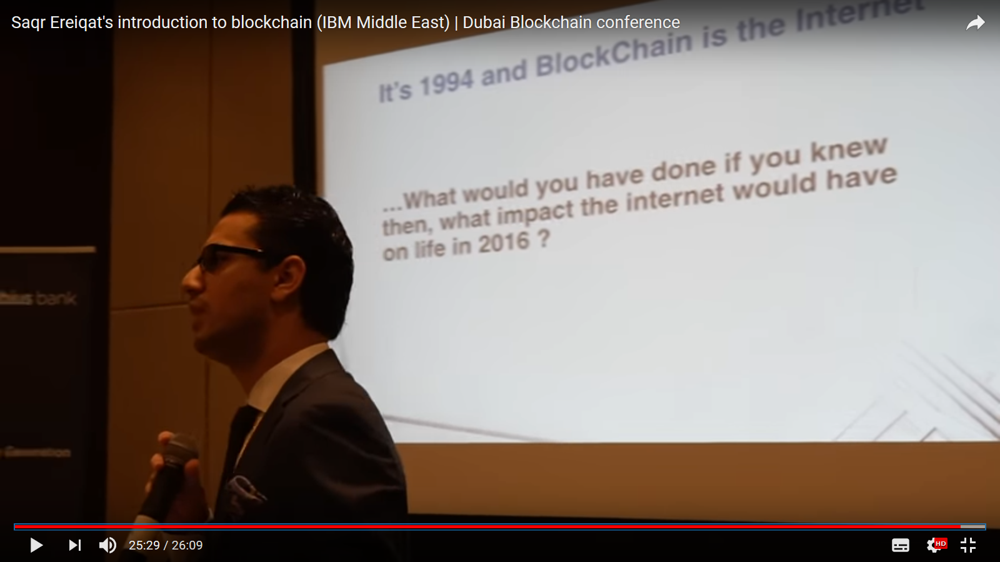 Saqr Ereiqat's introduction to blockchain (IBM Middle East) | Dubai Blockchain conference
It's 1994 and BlockChain is the Internet
...What would you have done if you knew
then, what impact the internet would have
on life in 2016 ?
bank
Generation
25:29 / 26:09
HD